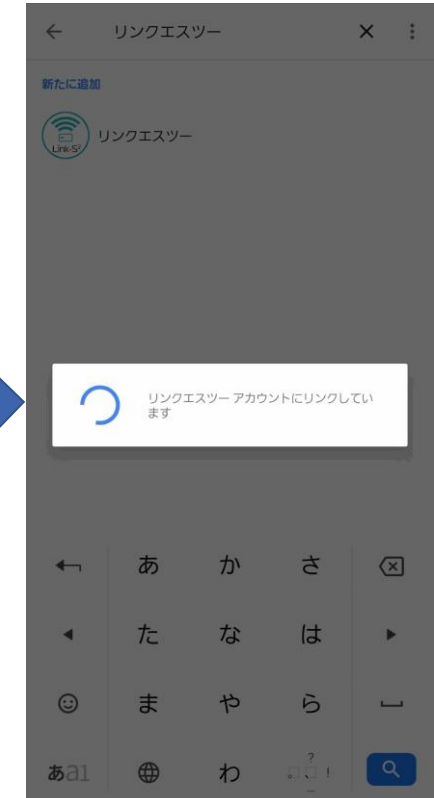 リンクエスツー
新たに追加
Link-S²
リンクエスツー
リンクエスツー アカウントにリンクしてい
ます
あ か さ
た な は
ま や ら
あa1 わ 。?!、